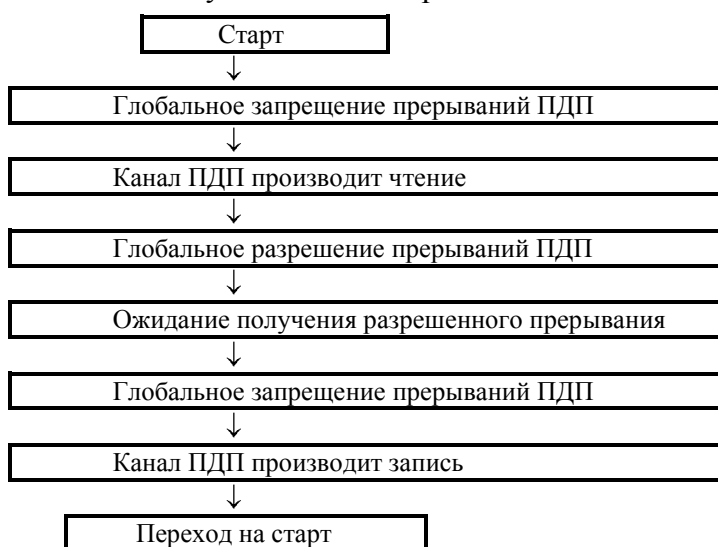 Старт
Глобальное запрещение прерываний ПДП
Канал ПДП производит чтение
Глобальное разрешение прерываний ПДП
Ожидание получения разрешенного прерывания
Глобальное запрещение прерываний ПДП
Канал ПДП производит запись
Переход на старт